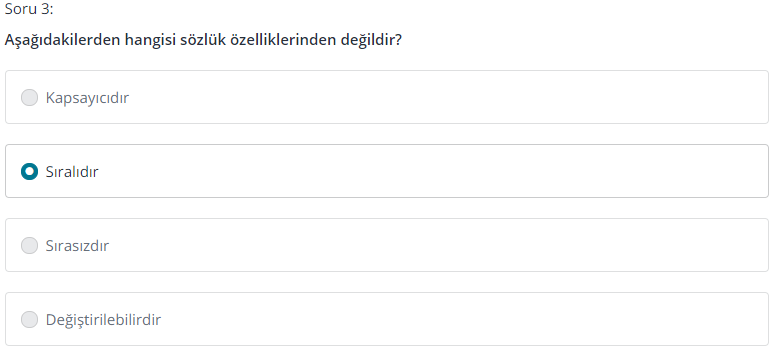 Soru 3:
Aşağıdakilerden hangisi sözlük özelliklerinden değildir?
Kapsayıcıdır
Sıralıdır
Sırasızdır
Değiştirilebilirdir